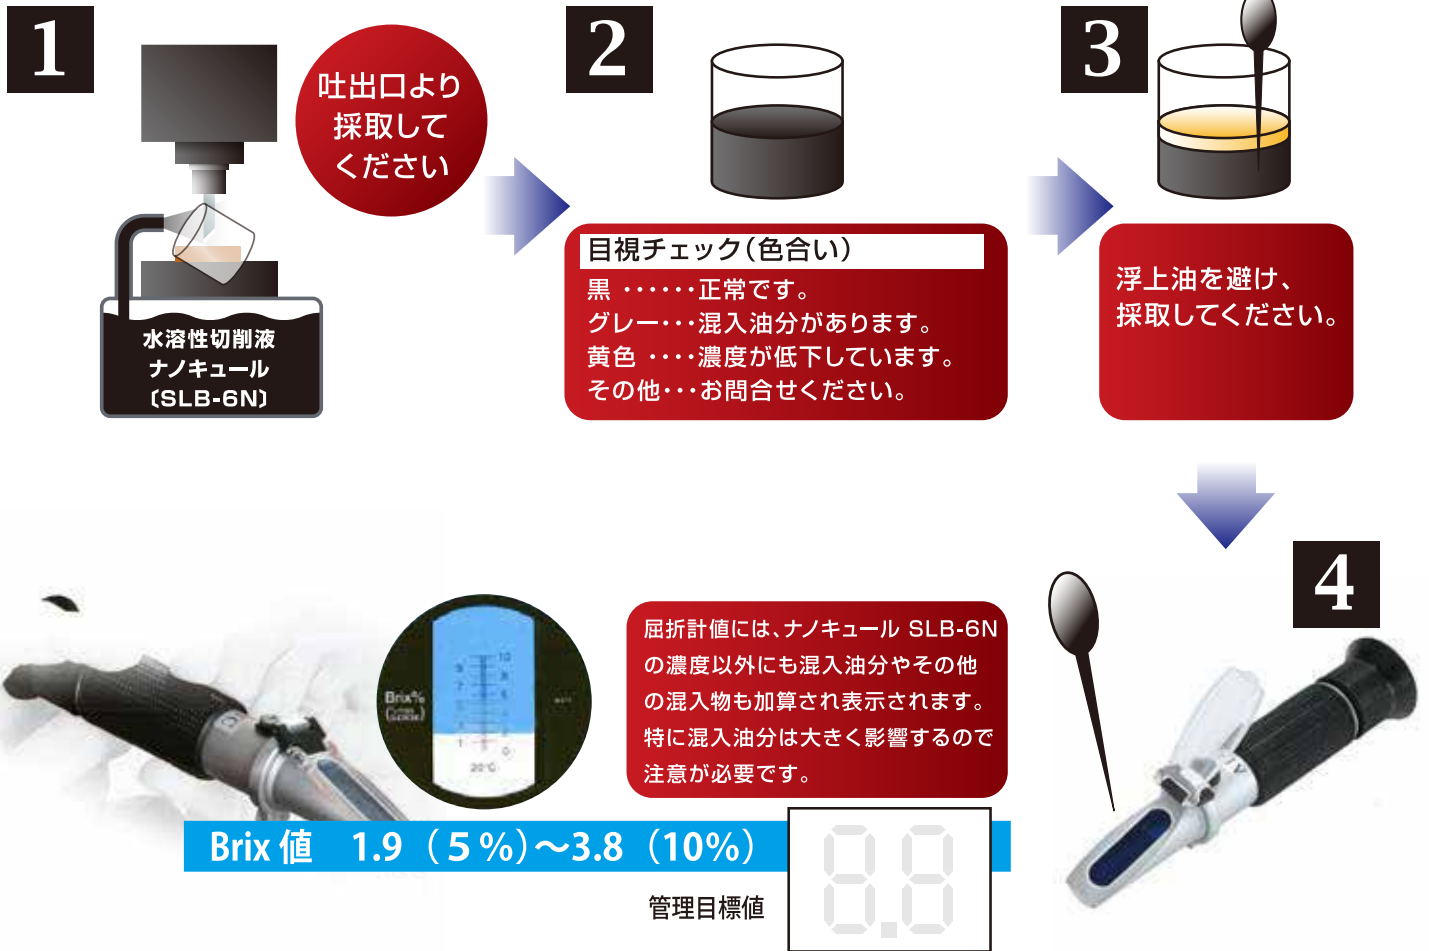 1
吐出口より
採取して
ください
水溶性切削液
ナノキュール
〔SLB-6N〕
2
目視チェック（色合い）
黒 ‥‥‥正常です。
グレー･･･混入油分があります。
黄色 ････濃度が低下しています。
その他･･･お問合せください。
3
浮上油を避け、
採取してください。
4
屈折計値には、ナノキュール SLB-6N
の濃度以外にも混入油分やその他
の混入物も加算され表示されます。
特に混入油分は大きく影響するので
注意が必要です。
Brix%
10
20℃
Brix 値　1.9（５％）～3.8（10%）
管理目標値
8.8